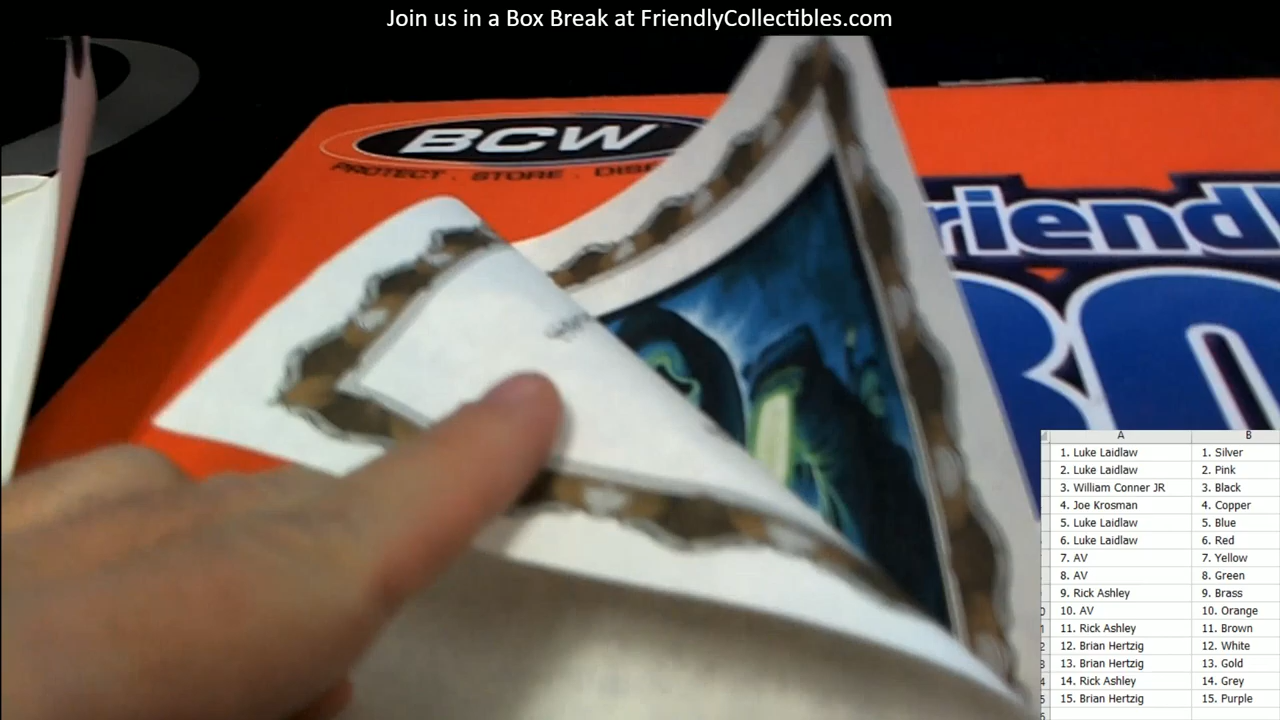 Join us in a Box Break at FriendlyCollectibles.com
BCW
PROTECT . STORE . DISP
riendl
A B
1. Luke Laidlaw 1. Silver
2. Luke Laidlaw 2. Pink
3. William Conner JR 3. Black
4. Joe Krosman 4. Copper
5. Luke Laidlaw 5. Blue
6. Luke Laidlaw 6. Red
7. AV 7. Yellow
8. AV 8. Green
9. Rick Ashley 9. Brass
10. AV 10. Orange
11. Rick Ashley 11. Brown
12. Brian Hertzig 12. White
13. Brian Hertzig 13. Gold
14. Rick Ashley 14. Grey
15. Brian Hertzig 15. Purple